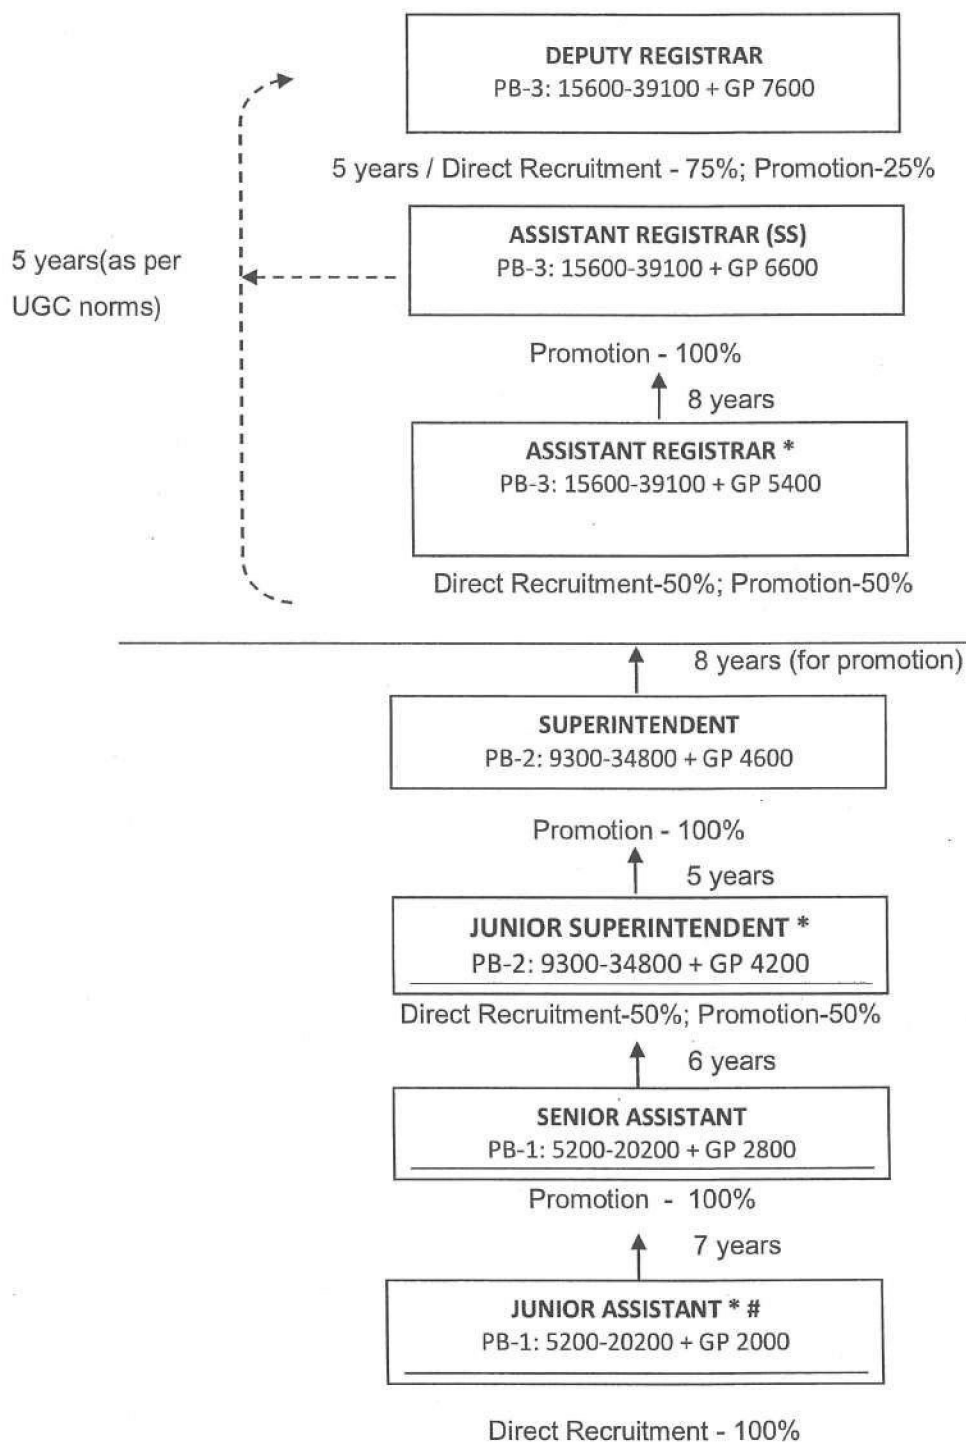 DEPUTY REGISTRAR
PB-3: 15600-39100 + GP 7600
5 years / Direct Recruitment - 75%; Promotion-25%
ASSISTANT REGISTRAR (SS)
PB-3: 15600-39100 + GP 6600
5 years(as per
UGC norms)
Promotion - 100%
8 years
ASSISTANT REGISTRAR *
PB-3: 15600-39100 + GP 5400
Direct Recruitment-50%; Promotion-50%
8 years (for promotion)
SUPERINTENDENT
PB-2: 9300-34800 + GP 4600
Promotion - 100%
5 years
JUNIOR SUPERINTENDENT *
PB-2: 9300-34800 + GP 4200
Direct Recruitment-50%; Promotion-50%
6 years
SENIOR ASSISTANT
PB-1: 5200-20200 + GP 2800
Promotion - 100%
7 years
JUNIOR ASSISTANT * #
PB-1: 5200-20200 + GP 2000
Direct Recruitment - 100%